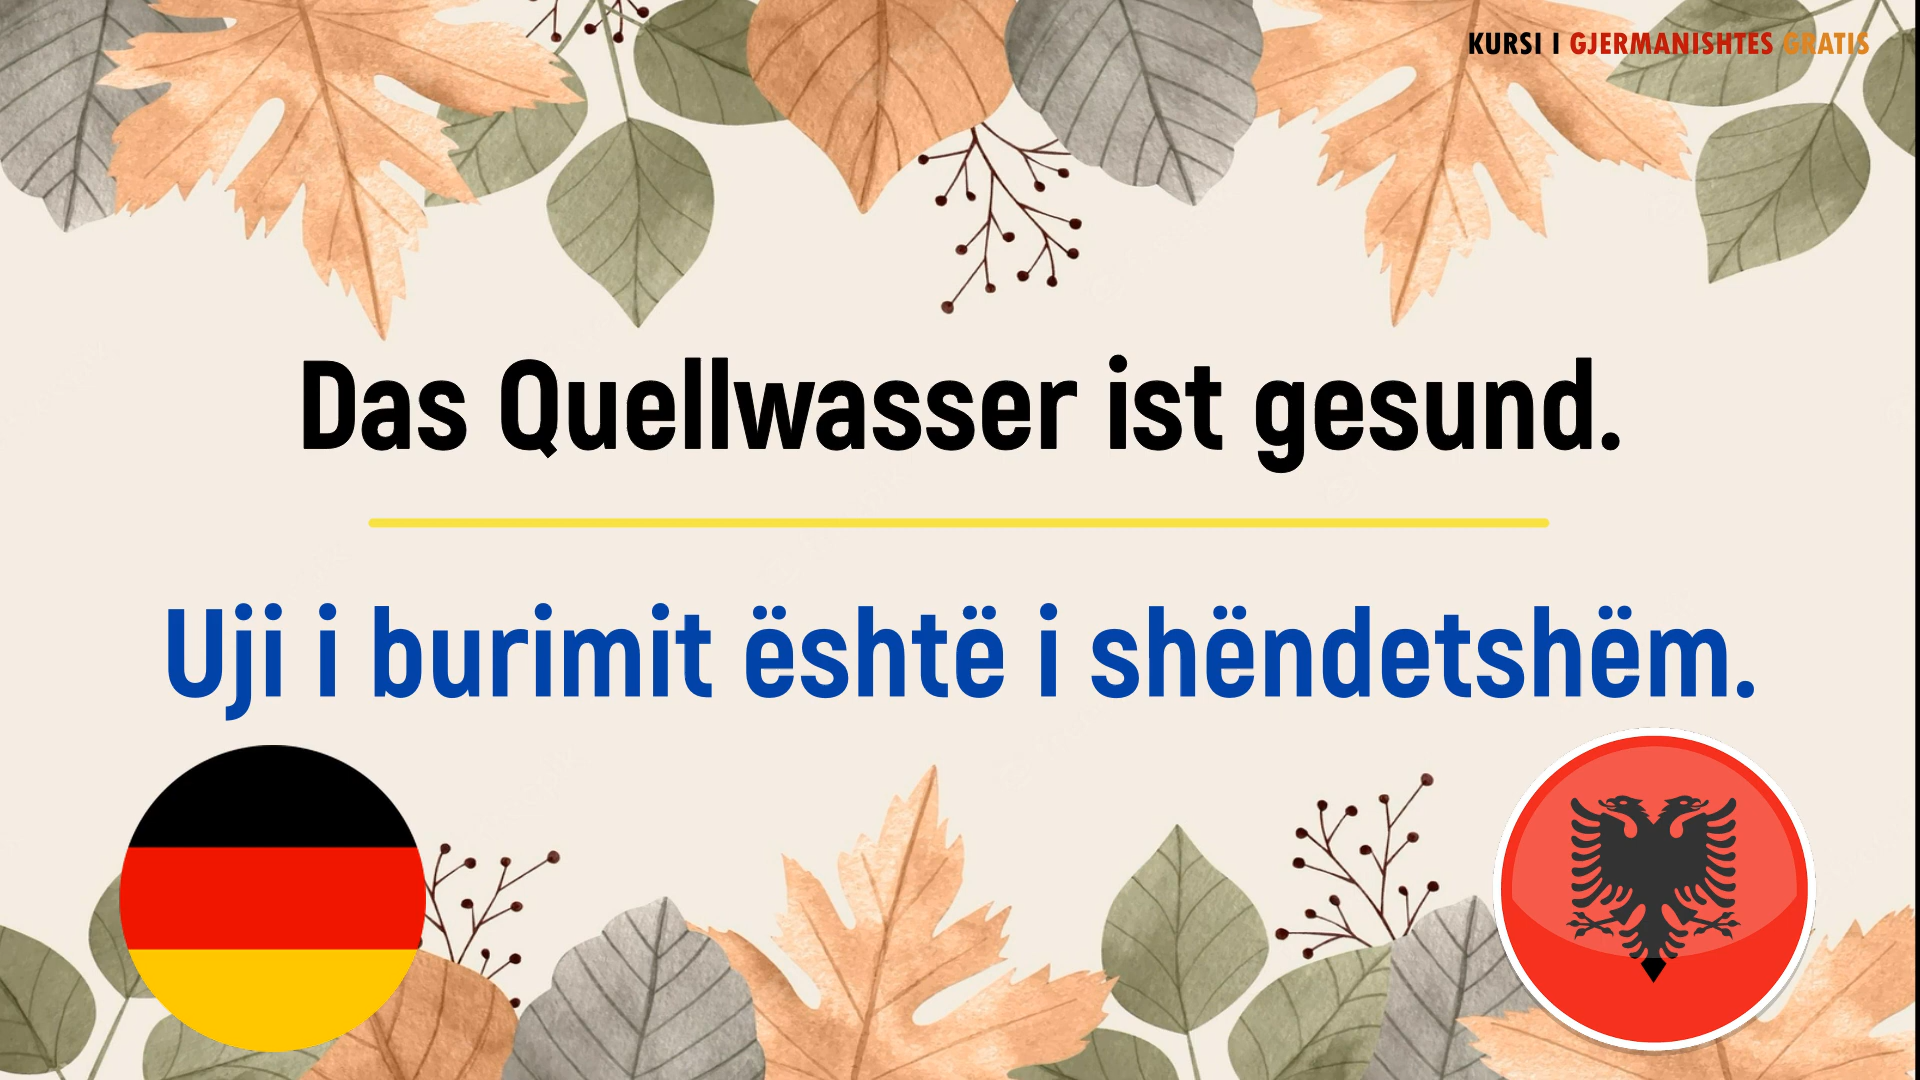 KURSI I GJERMANISHTES GRATIS
Das Quellwasser ist gesund.
Uji i burimit është i shëndetshëm.